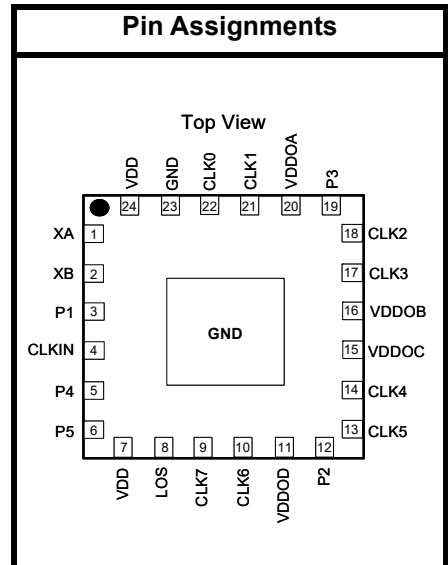 Pin Assignments
Top View
VDD GND CLK0 CLK1 VDDOA P3
24 23 22 21 20 19
XA 1 18 CLK2
XB 2 17 CLK3
P1 3 16 VDDOB
GND
CLKIN 4 15 VDDOC
P4 5 14 CLK4
P5 6 13 CLK5
7 8 9 10 11 12
VDD LOS CLK7 CLK6 VDDOD P2